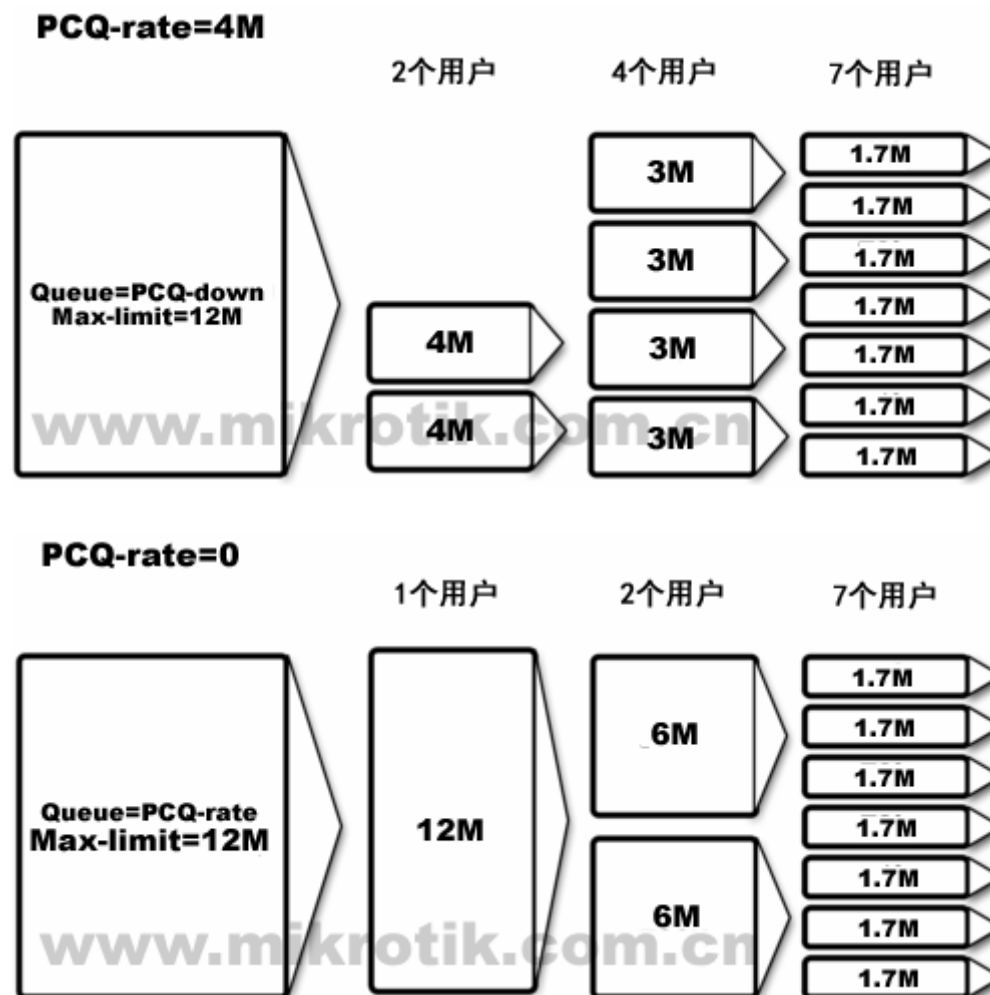 PCQ-rate=4M
2个用户
4个用户
7个用户
Queue=PCQ-down
Max-limit=12M
4M
4M
3M
3M
3M
3M
1.7M
1.7M
1.7M
1.7M
1.7M
1.7M
1.7M
www.mikrotik.com.cn
PCQ-rate=0
1个用户
2个用户
7个用户
Queue=PCQ-rate
Max-limit=12M
12M
6M
6M
1.7M
1.7M
1.7M
1.7M
1.7M
1.7M
1.7M
www.mikrotik.com.cn